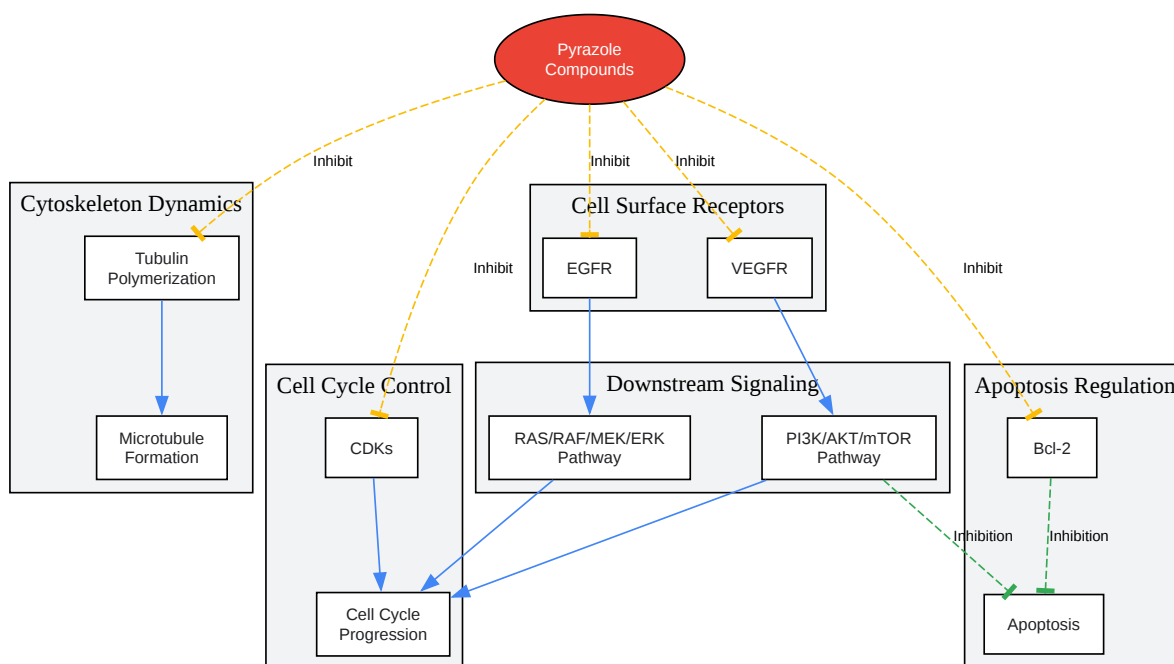 Pyrazole
Compounds
Inhibit
Inhibit
Inhibit
Cytoskeleton Dynamics
Cell Surface Receptors
Tubulin
Polymerization
EGFR
VEGFR
Inhibit
Inhibit
Cell Cycle Control
Downstream Signaling
Apoptosis Regulation
Microtubule
Formation
CDKs
RAS/RAF/MEK/ERK
Pathway
PI3K/AKT/mTOR
Pathway
Bcl-2
Inhibition
Inhibition
Cell Cycle
Progression
Apoptosis